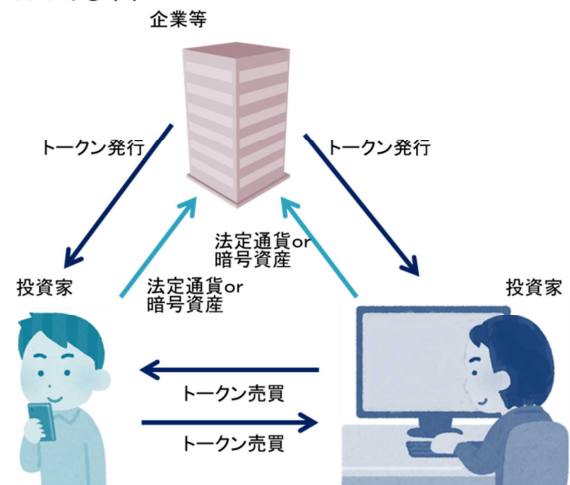 企業等
トークン発行
トークン発行
法定通貨or
暗号資産
法定通貨or
暗号資産
投資家
投資家
トークン売買
トークン売買